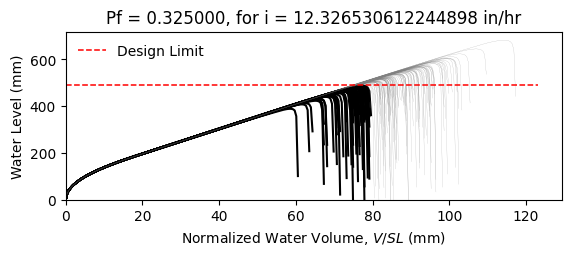 Pf = 0.325000, for i = 12.326530612244898 in/hr
Design Limit
Water Level (mm)
600
400
200
0
0 20 40 60 80 100 120
Normalized Water Volume, V/SL (mm)